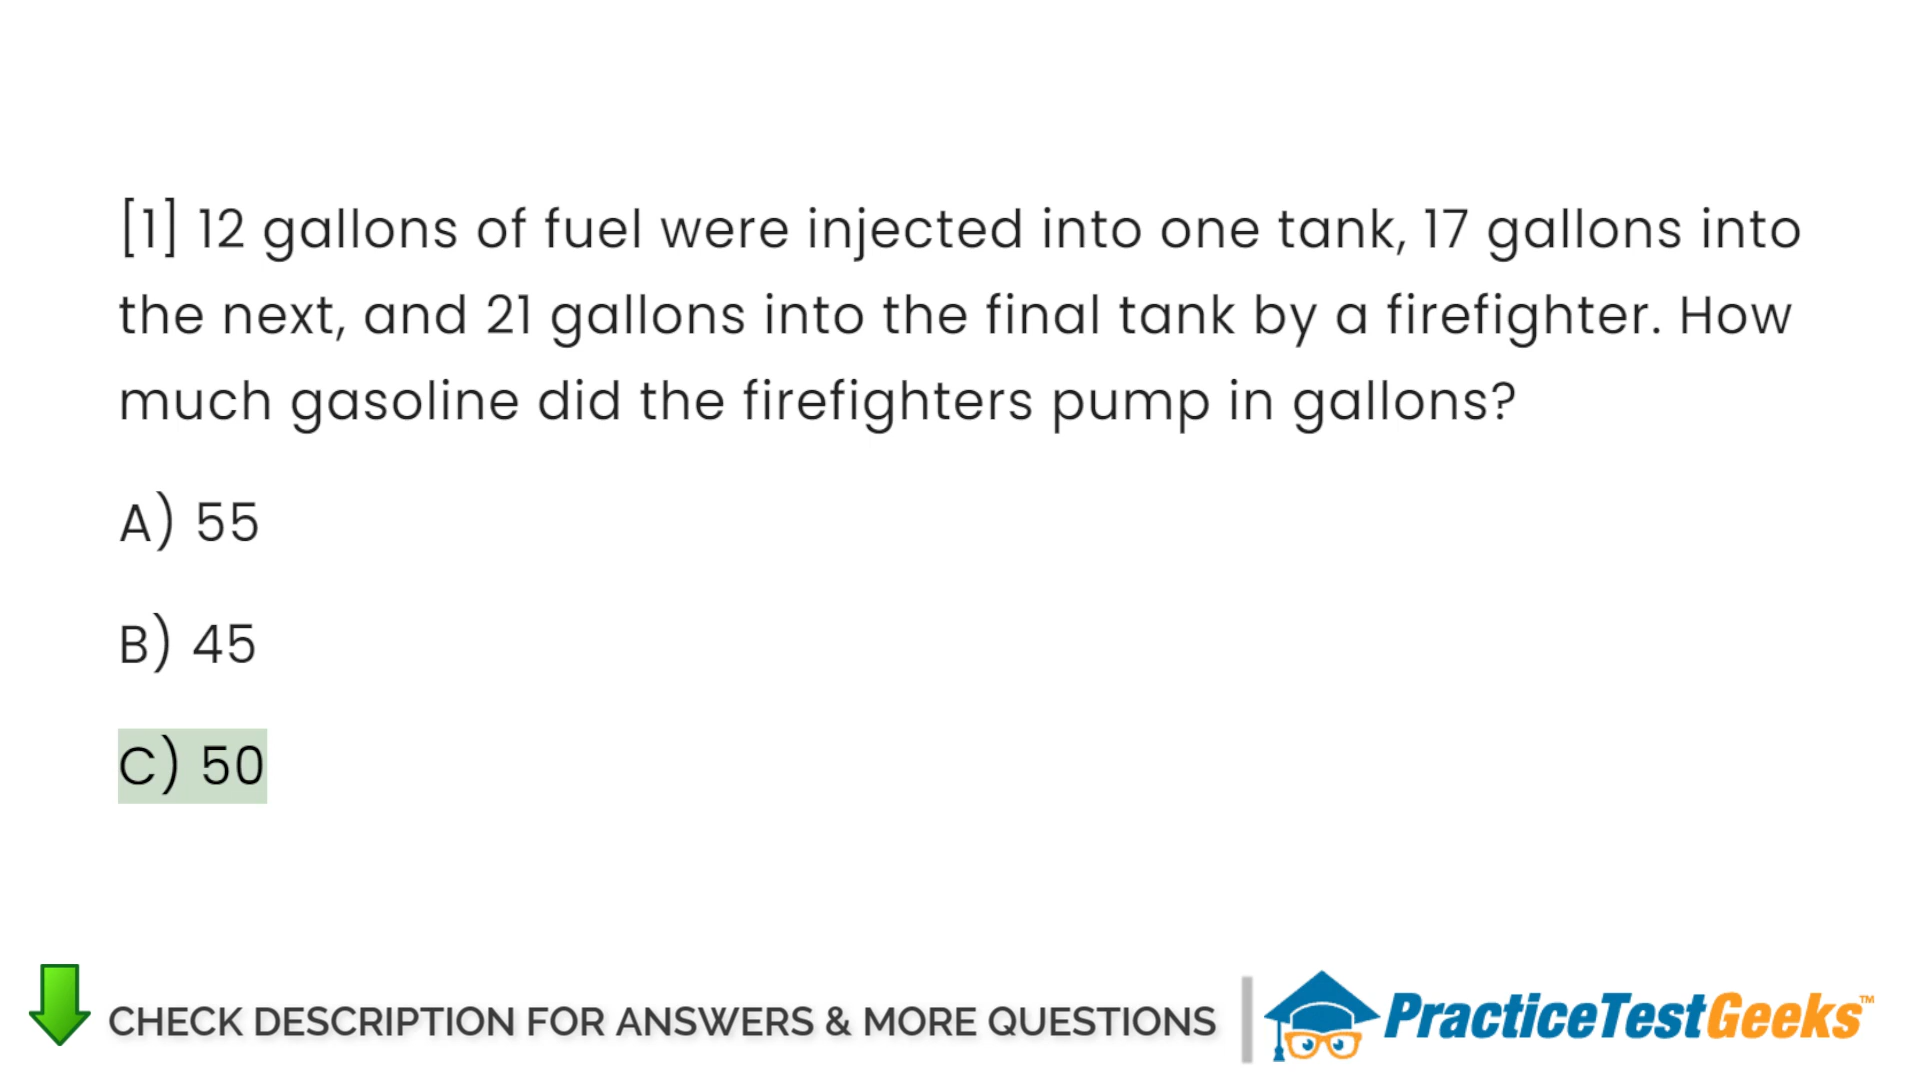 [1] 12 gallons of fuel were injected into one tank, 17 gallons into
the next, and 21 gallons into the final tank by a firefighter. How
much gasoline did the firefighters pump in gallons?
A) 55
B) 45
C) 50
CHECK DESCRIPTION FOR ANSWERS & MORE QUESTIONS
PracticeTestGeeks™